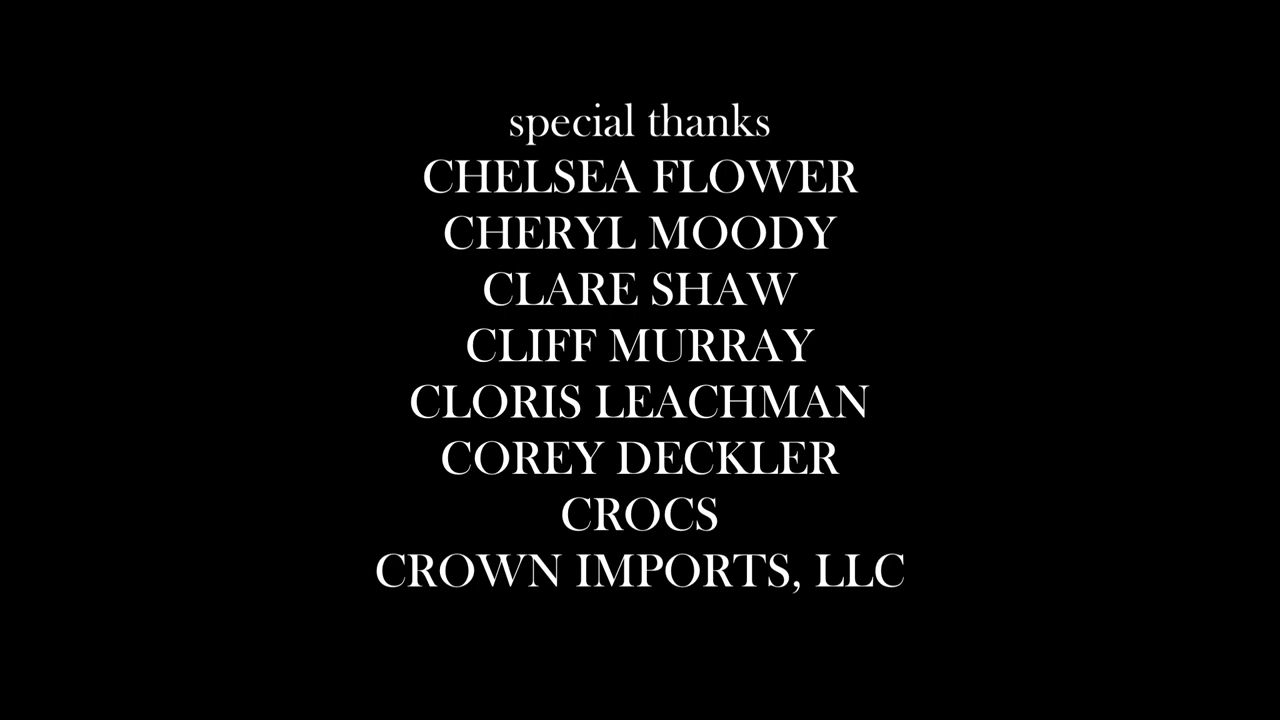 special thanks
CHELSEA FLOWER
CHERYL MOODY
CLARE SHAW
CLIFF MURRAY
CLORIS LEACHMAN
COREY DECKLER
CROCS
CROWN IMPORTS, LLC